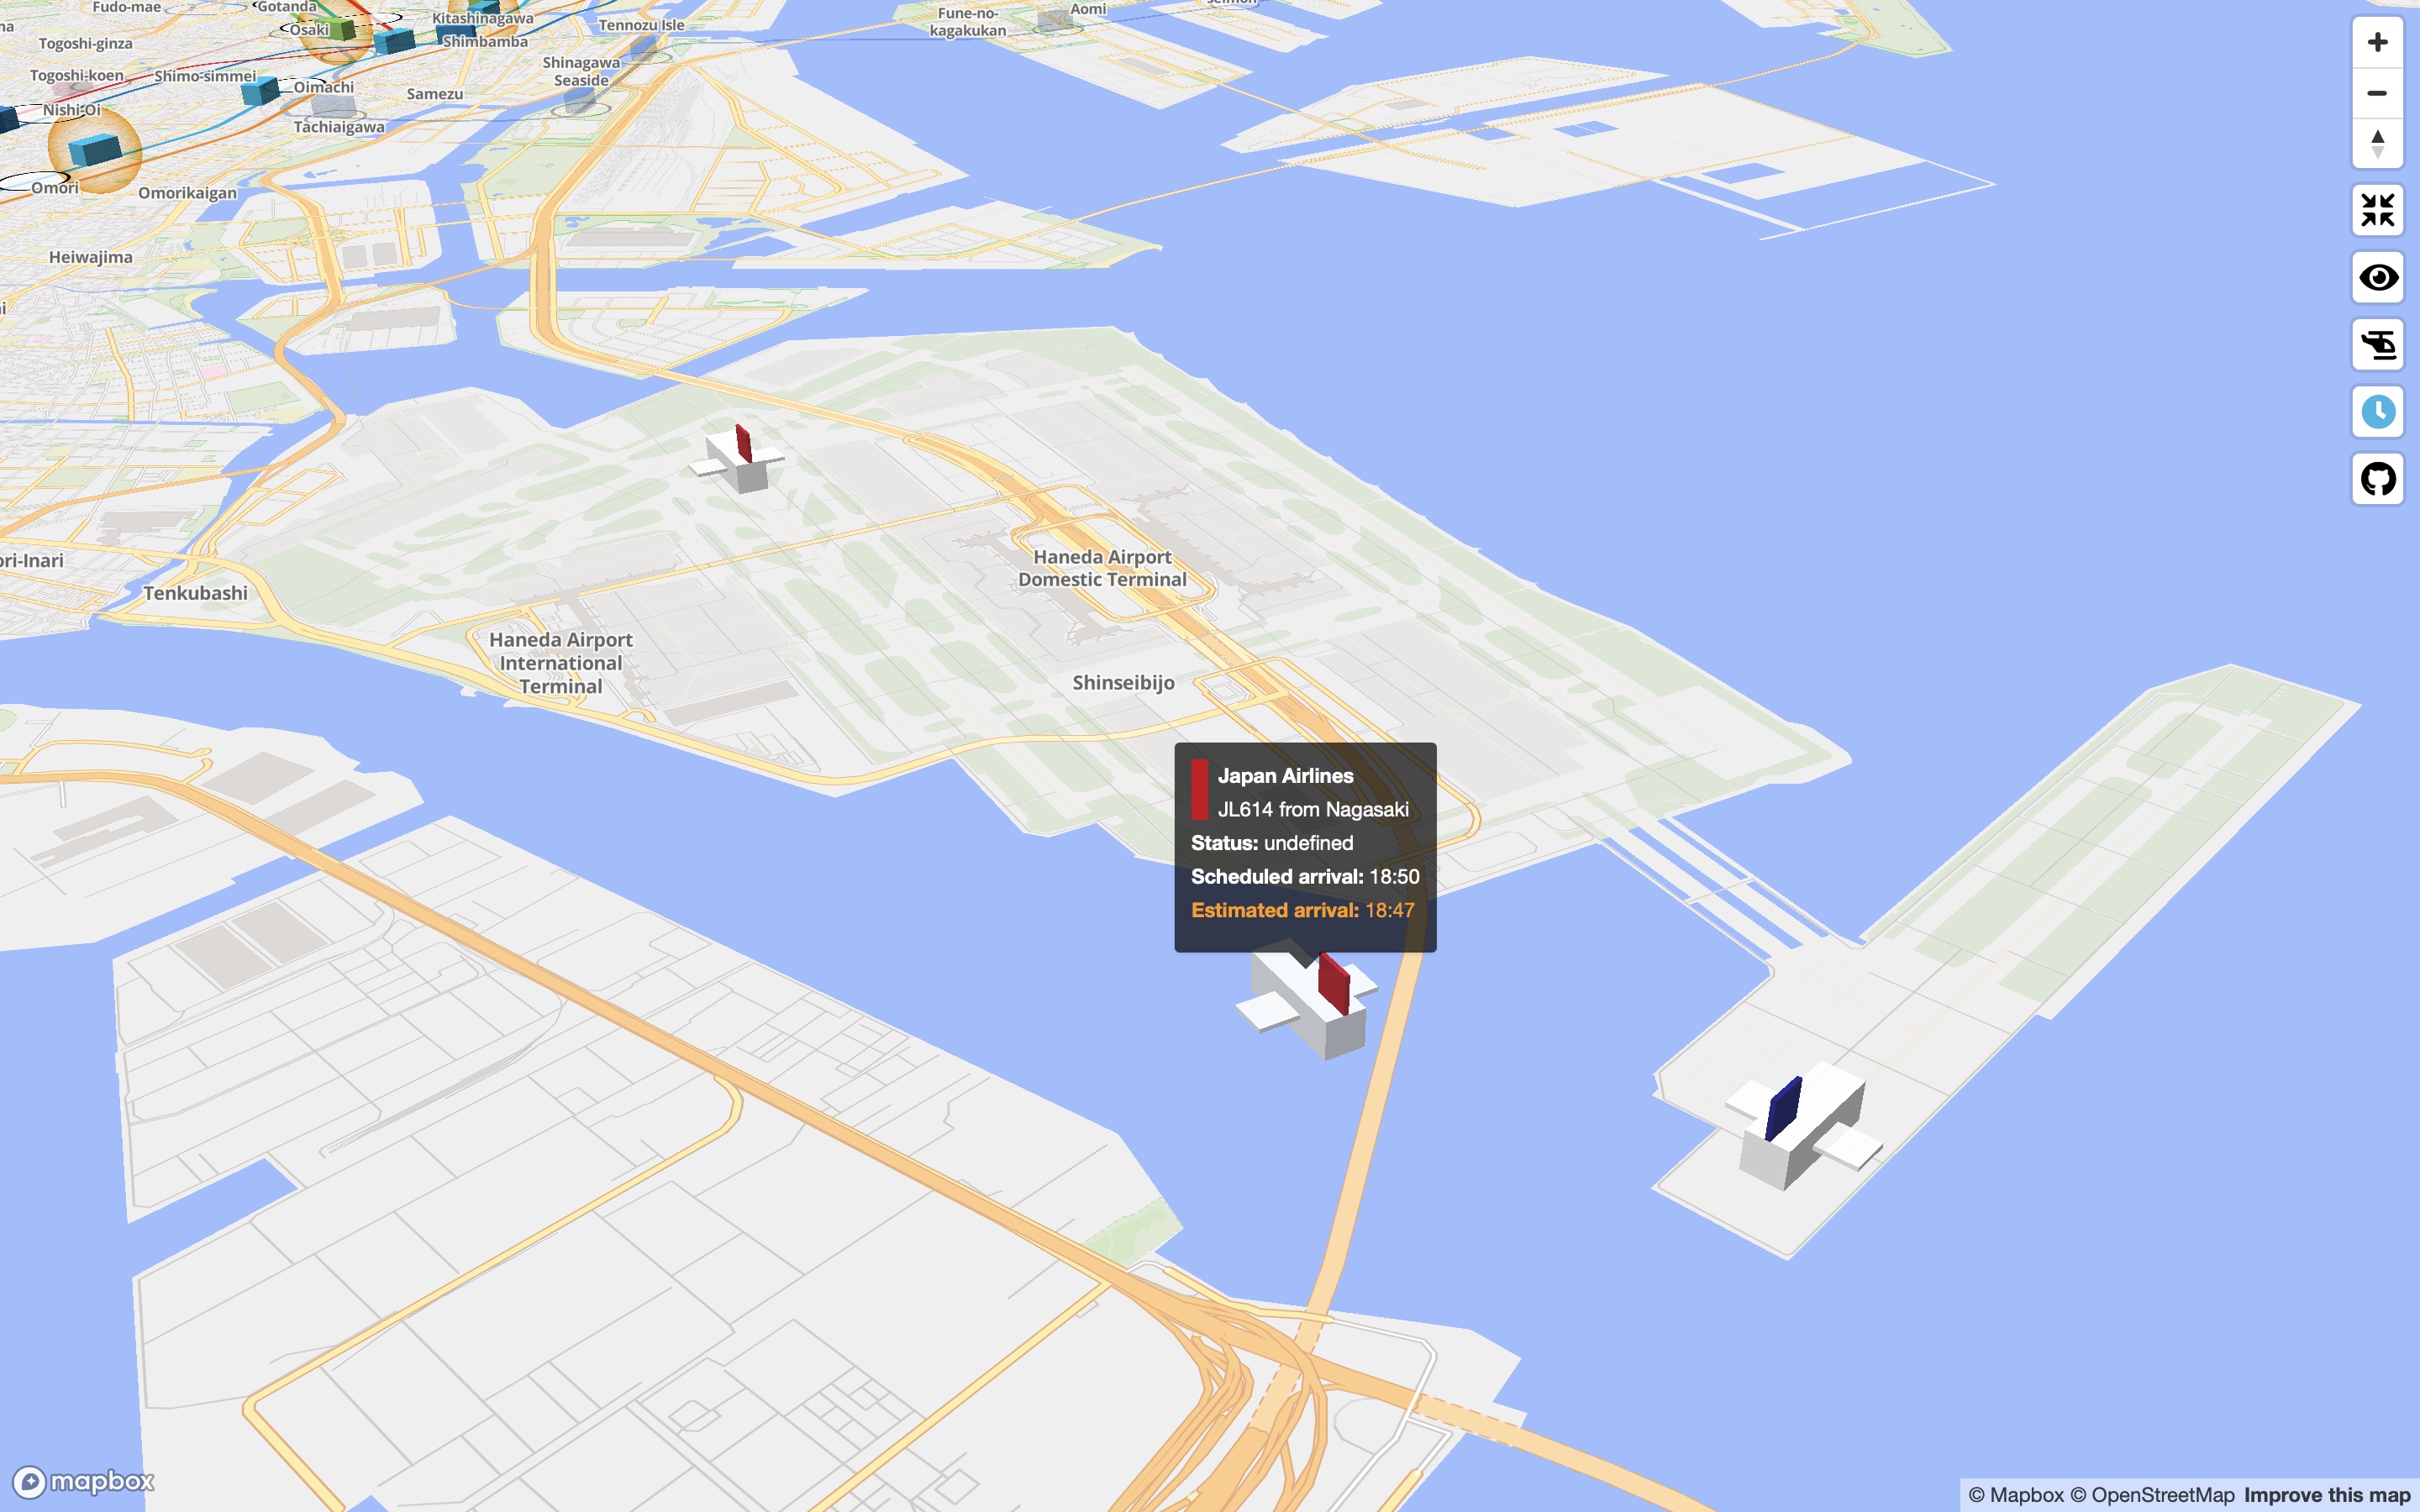 Fudo-mae
Gotanda
Osaki
Kitashinagawa
Shimbamba
Tennozu Isle
Fune-no-
kagakukan
Aomi
Togoshi-ginza
Togoshi-koen
Shimo-simmei
Oimachi
Samezu
Shinagawa
Seaside
Nishi-Oi
Tachiaigawa
Omori
Omorikaigan
Heiwajima
ori-Inari
Tenkubashi
Haneda Airport
Domestic Terminal
Haneda Airport
International
Terminal
Shinseibijo
Japan Airlines
JL614 from Nagasaki
Status: undefined
Scheduled arrival: 18:50
Estimated arrival: 18:47
mapbox
© Mapbox © OpenStreetMap Improve this map